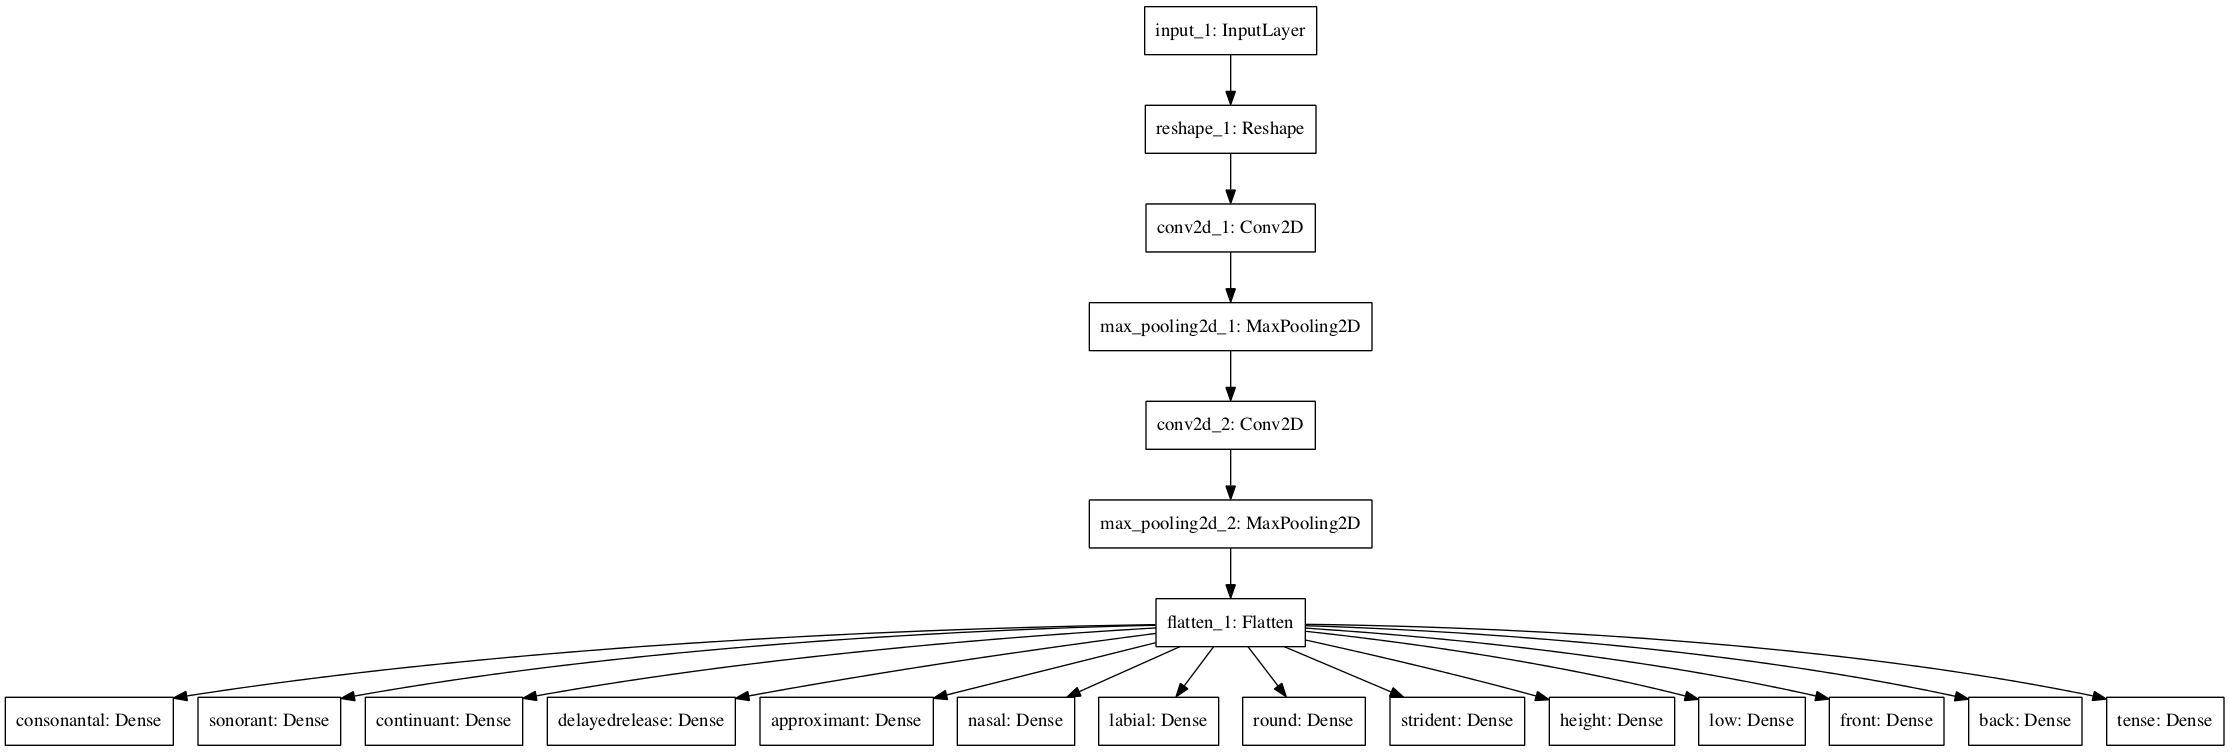 input_1: InputLayer
reshape_1: Reshape
conv2d_1: Conv2D
max_pooling2d_1: MaxPooling2D
conv2d_2: Conv2D
max_pooling2d_2: MaxPooling2D
flatten_1: Flatten
consonantal: Dense
sonorant: Dense
continuant: Dense
delayedrelease: Dense
approximant: Dense
nasal: Dense
labial: Dense
round: Dense
strident: Dense
height: Dense
low: Dense
front: Dense
back: Dense
tense: Dense